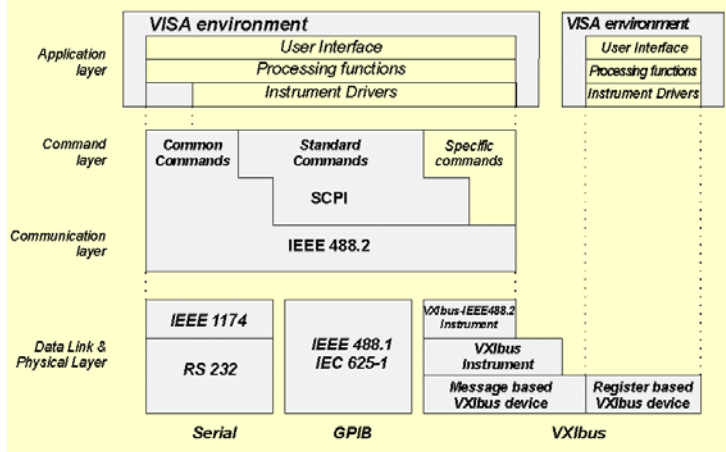 VISA environment
User Interface
Processing functions
Instrument Drivers
VISA environment
User Interface
Processing functions
Instrument Drivers
Application
layer
Command
layer
Common
Commands
Standard
Commands
Specific
commands
SCPI
Communication
layer
IEEE 488.2
Data Link &
Physical Layer
IEEE 1174
RS 232
IEEE 488.1
IEC 625-1
VXIbus-IEEE488.2
Instrument
VXIbus
Instrument
Message based
VXIbus device
Register based
VXIbus device
Serial
GPIB
VXIbus